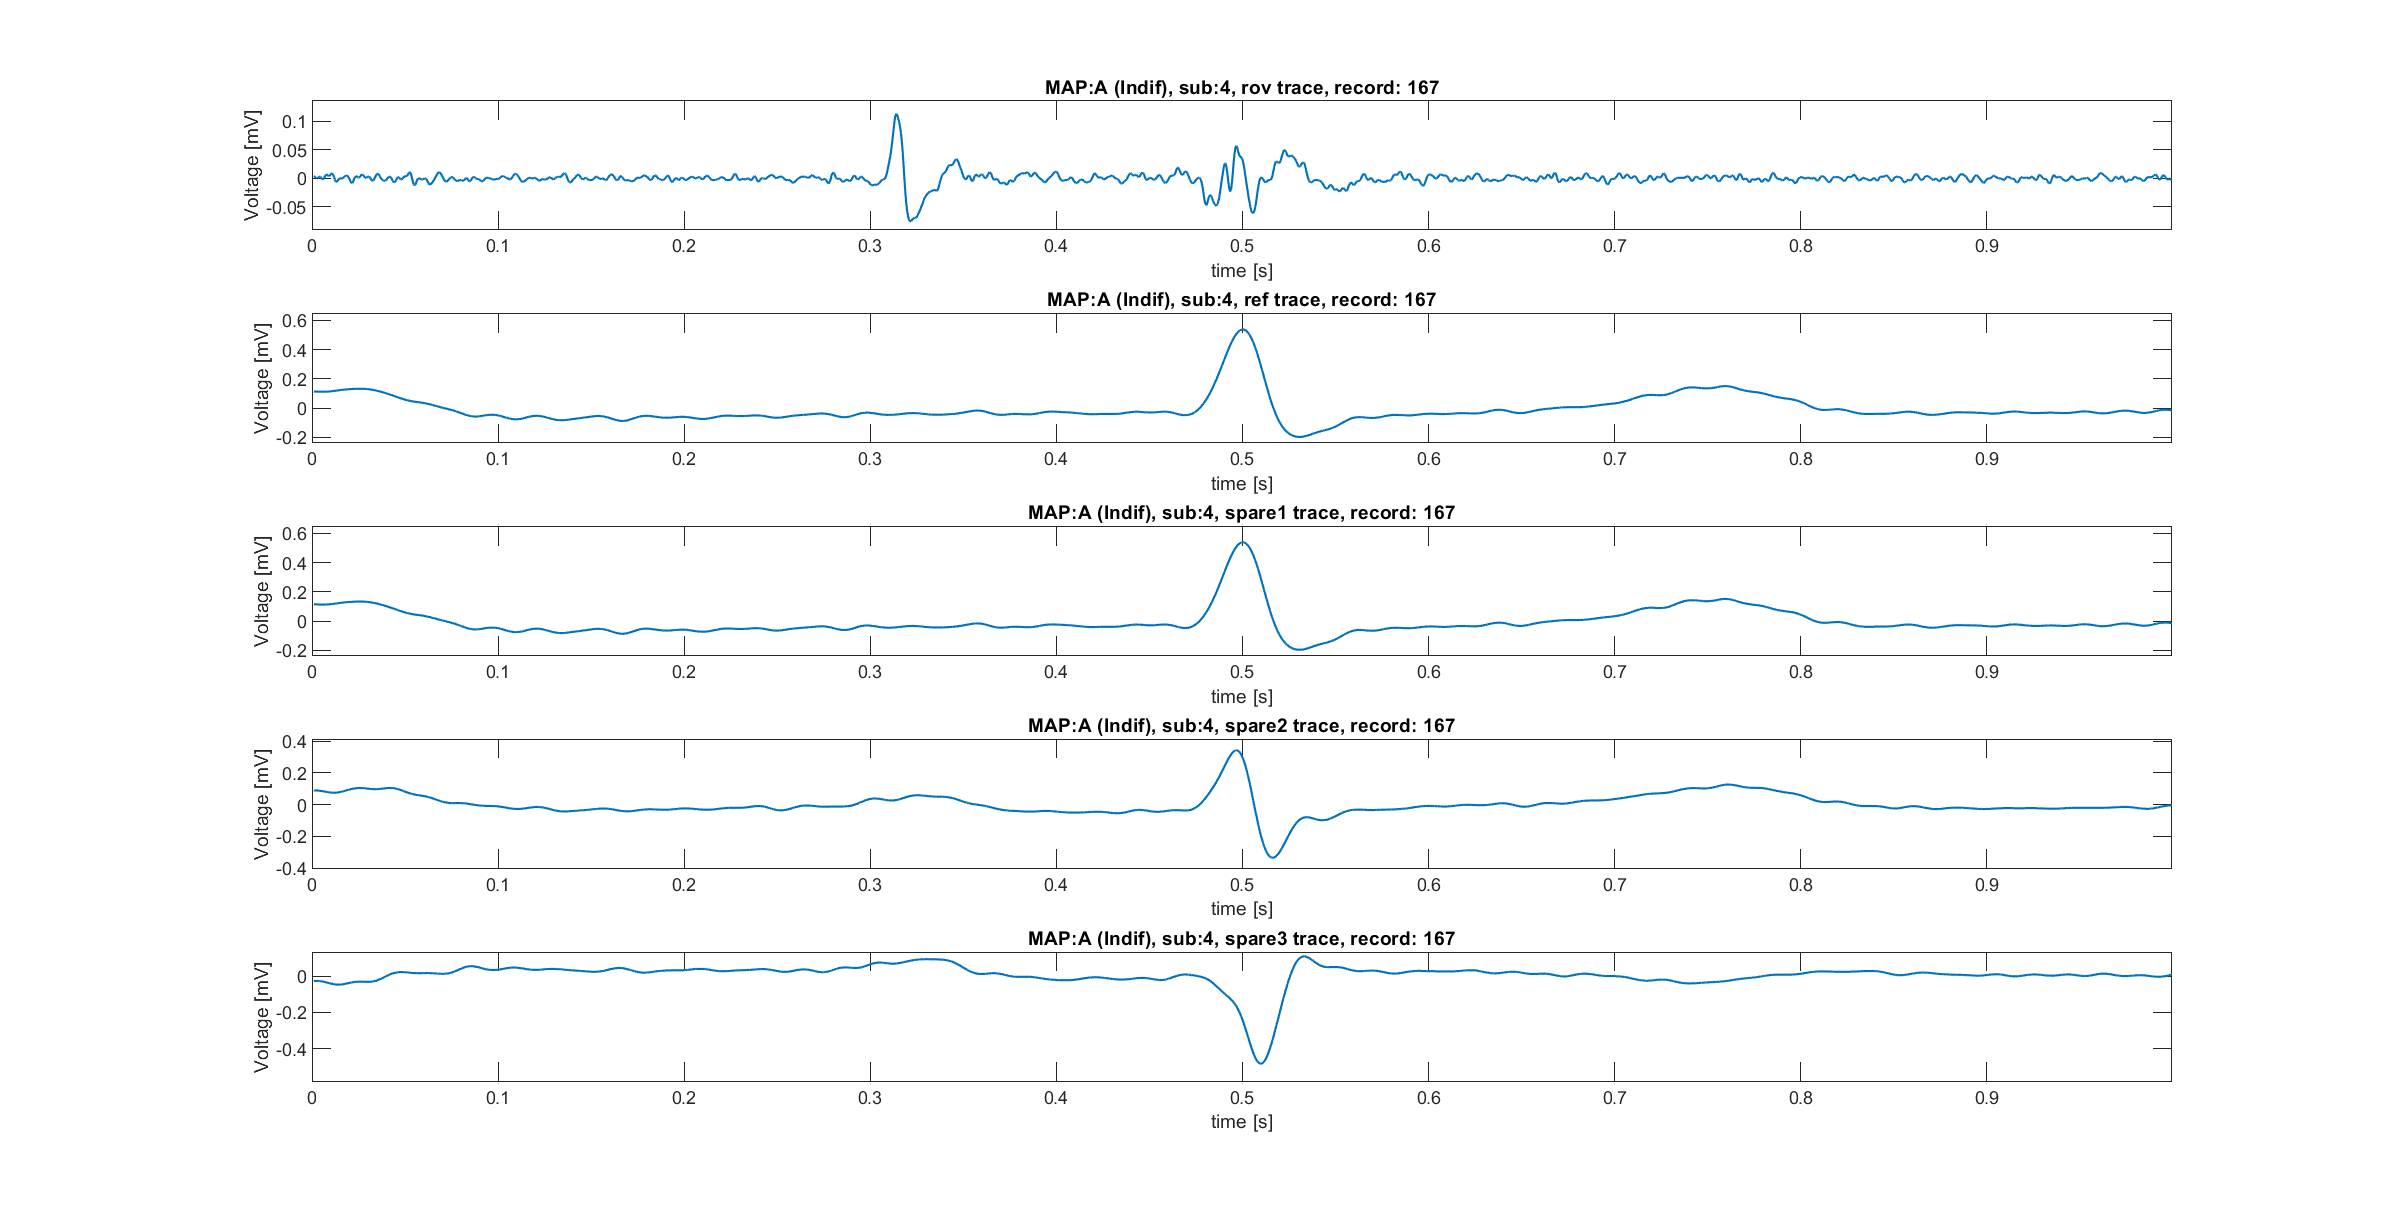 MAP:A (Indif), sub:4, rov trace, record: 167
Voltage [mV]
0.1
0.05
0
-0.05
0 0.1 0.2 0.3 0.4 0.5 0.6 0.7 0.8 0.9
time [s]
MAP:A (Indif), sub:4, ref trace, record: 167
Voltage [mV]
0.6
0.4
0.2
0
-0.2
0 0.1 0.2 0.3 0.4 0.5 0.6 0.7 0.8 0.9
time [s]
MAP:A (Indif), sub:4, spare1 trace, record: 167
Voltage [mV]
0.6
0.4
0.2
0
-0.2
0 0.1 0.2 0.3 0.4 0.5 0.6 0.7 0.8 0.9
time [s]
MAP:A (Indif), sub:4, spare2 trace, record: 167
Voltage [mV]
0.4
0.2
0
-0.2
-0.4
0 0.1 0.2 0.3 0.4 0.5 0.6 0.7 0.8 0.9
time [s]
MAP:A (Indif), sub:4, spare3 trace, record: 167
Voltage [mV]
0
-0.2
-0.4
0 0.1 0.2 0.3 0.4 0.5 0.6 0.7 0.8 0.9
time [s]